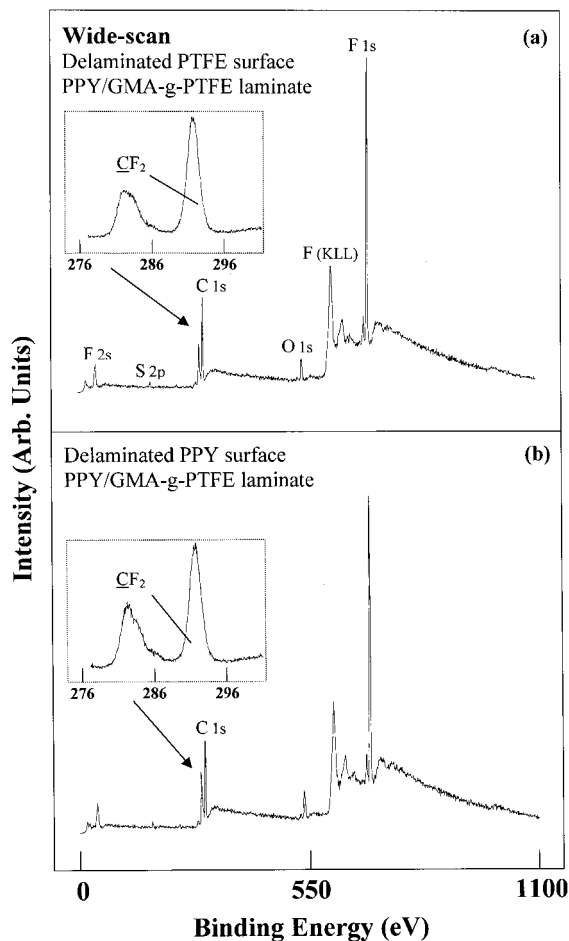 Wide-scan
(a)
Delaminated PTFE surface
PPY/GMA-g-PTFE laminate
F 1s
CF2
276 286 296
F (KLL)
C 1s
O 1s
F 2s
S 2p
Delaminated PPY surface
(b)
PPY/GMA-g-PTFE laminate
CF2
276 286 296
C 1s
Intensity (Arb. Units)
0 550 1100
Binding Energy (eV)